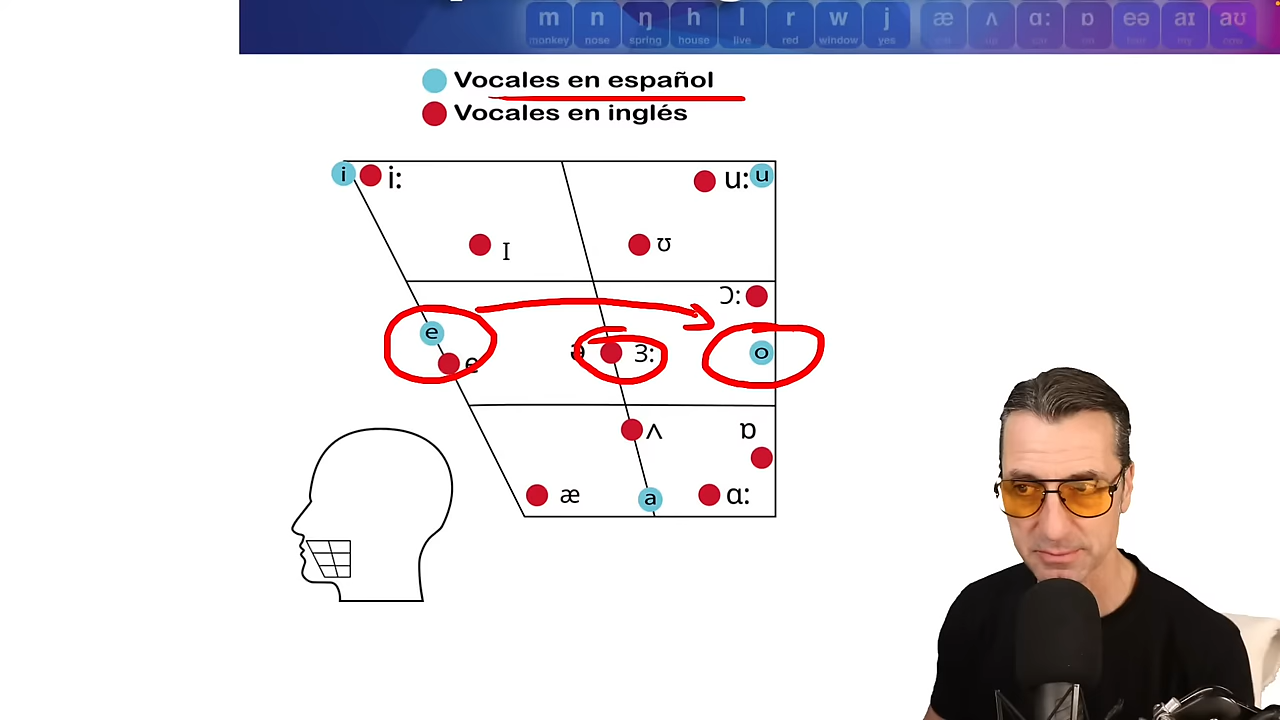 m n ŋ h l r w j æ ʌ ɑ: ɒ eə aɪ aʊ
monkey nose spring house live red window yes
Vocales en español
Vocales en inglés
i i: u: u
ɪ ʊ
ɔ:
e
e ə ɜ: o
ʌ ɒ
æ a ɑ: